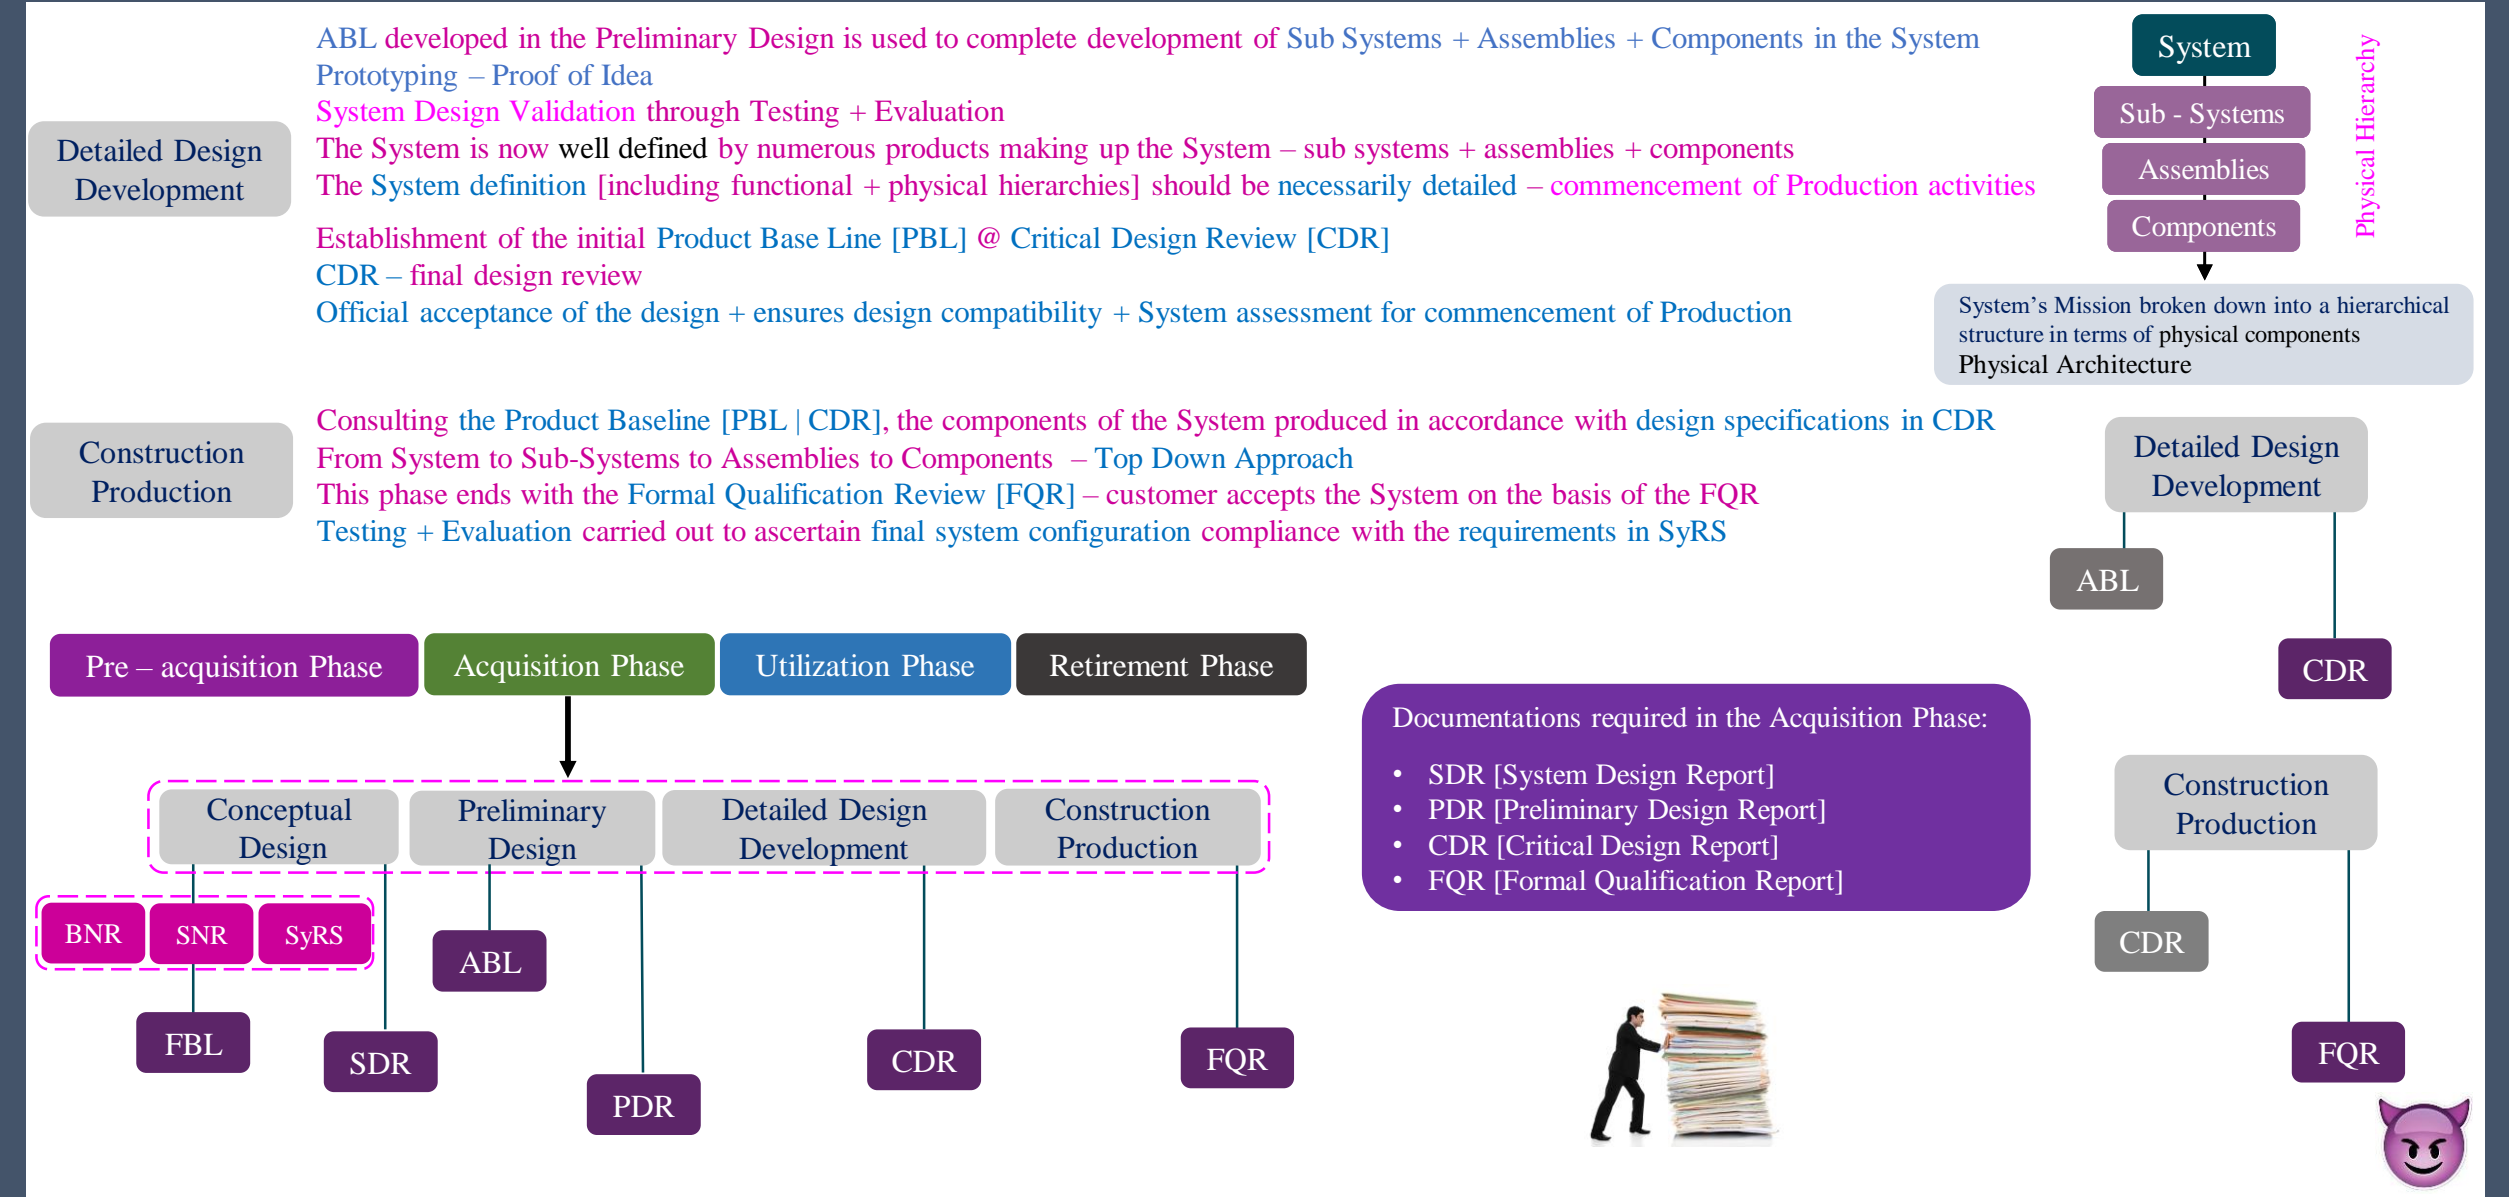 ABL developed in the Preliminary Design is used to complete development of Sub Systems + Assemblies + Components in the System
Prototyping – Proof of Idea
System Design Validation through Testing + Evaluation
The System is now well defined by numerous products making up the System – sub systems + assemblies + components
The System definition [including functional + physical hierarchies] should be necessarily detailed – commencement of Production activities
Establishment of the initial Product Base Line [PBL] @ Critical Design Review [CDR]
CDR – final design review
Official acceptance of the design + ensures design compatibility + System assessment for commencement of Production
Detailed Design
Development
System
Sub - Systems
Assemblies
Components
Physical Hierarchy
System’s Mission broken down into a hierarchical
structure in terms of physical components
Physical Architecture
Construction
Production
Consulting the Product Baseline [PBL | CDR], the components of the System produced in accordance with design specifications in CDR
From System to Sub-Systems to Assemblies to Components – Top Down Approach
This phase ends with the Formal Qualification Review [FQR] – customer accepts the System on the basis of the FQR
Testing + Evaluation carried out to ascertain final system configuration compliance with the requirements in SyRS
Detailed Design
Development
ABL
CDR
Pre – acquisition Phase
Acquisition Phase
Utilization Phase
Retirement Phase
Conceptual
Design
Preliminary
Design
Detailed Design
Development
Construction
Production
BNR
SNR
SyRS
FBL
SDR
ABL
PDR
CDR
FQR
Documentations required in the Acquisition Phase:
• SDR [System Design Report]
• PDR [Preliminary Design Report]
• CDR [Critical Design Report]
• FQR [Formal Qualification Report]
Construction
Production
CDR
FQR